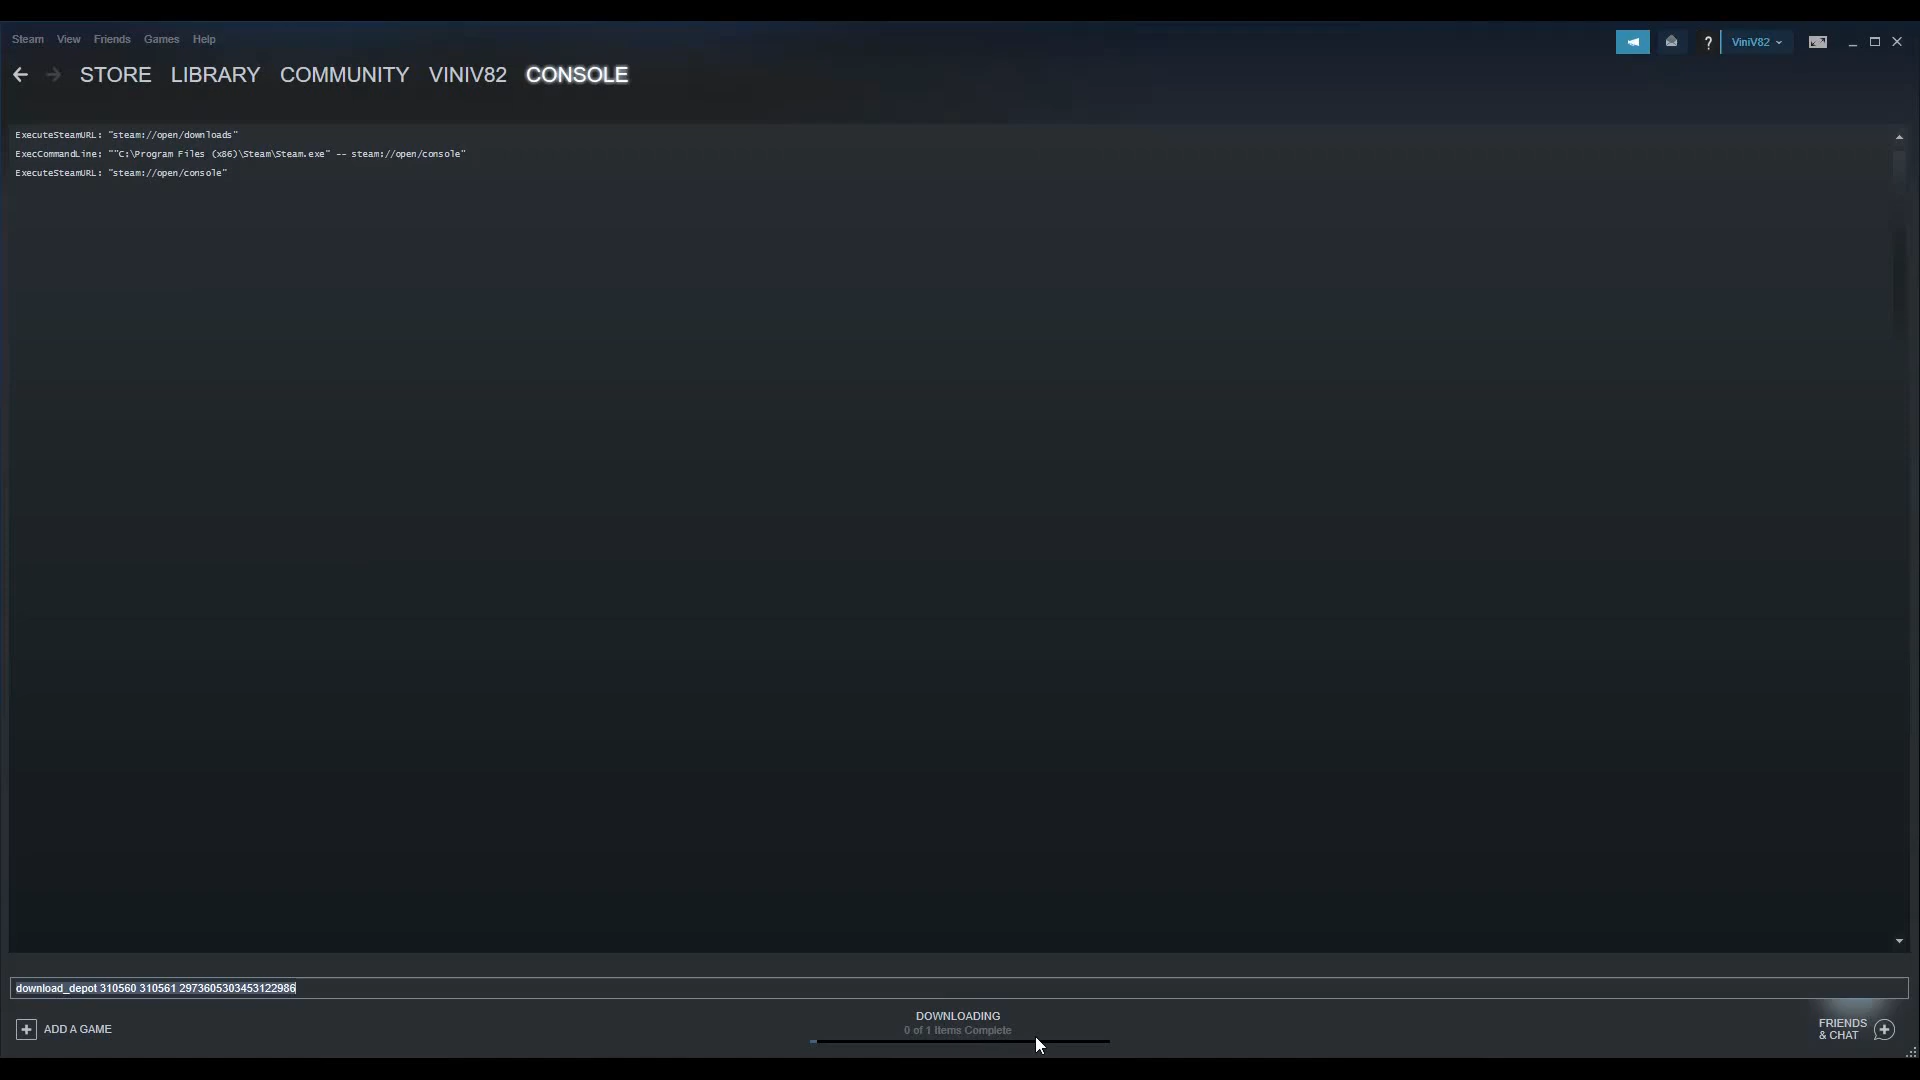 Steam View Friends Games Help
ViniV82
STORE LIBRARY COMMUNITY VINIV82 CONSOLE
ExecuteSteamURL: "steam://open/downloads"
ExecCommandLine: ""C:\Program Files (x86)\Steam\Steam.exe" -- steam://open/console"
ExecuteSteamURL: "steam://open/console"
download_depot 310560 310561 2973605303453122986
ADD A GAME
DOWNLOADING
0 of 1 Items Complete
FRIENDS
& CHAT